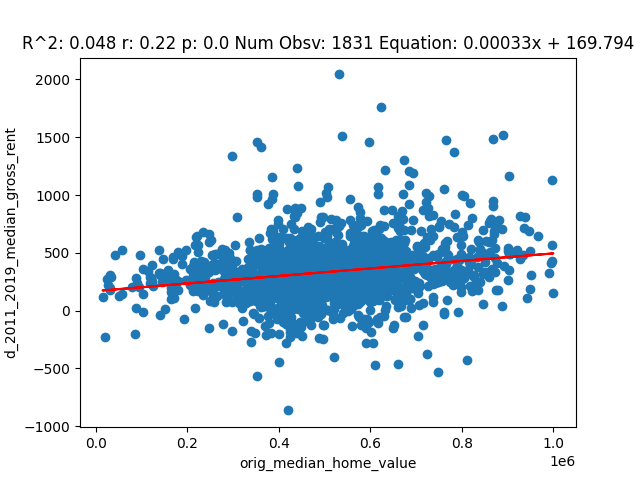 R^2: 0.048 r: 0.22 p: 0.0 Num Obsv: 1831 Equation: 0.00033x + 169.794
2000
1500
1000
500
0
−500
−1000
d_2011_2019_median_gross_rent
0.0 0.2 0.4 0.6 0.8 1.0
1e6
orig_median_home_value